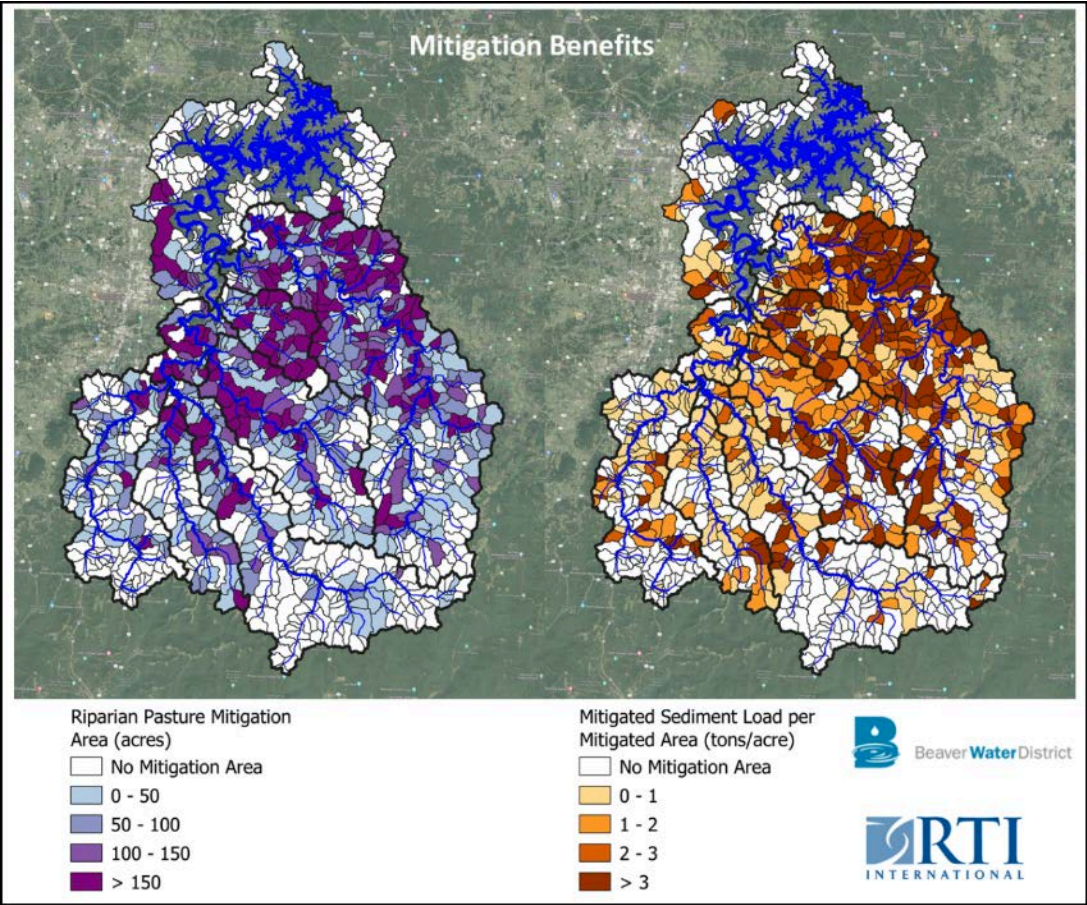 Mitigation Benefits
Riparian Pasture Mitigation
Area (acres)
No Mitigation Area
0 - 50
50 - 100
100 - 150
> 150
Mitigated Sediment Load per
Mitigated Area (tons/acre)
No Mitigation Area
0 - 1
1 - 2
2 - 3
> 3
Beaver Water District
RTI
INTERNATIONAL